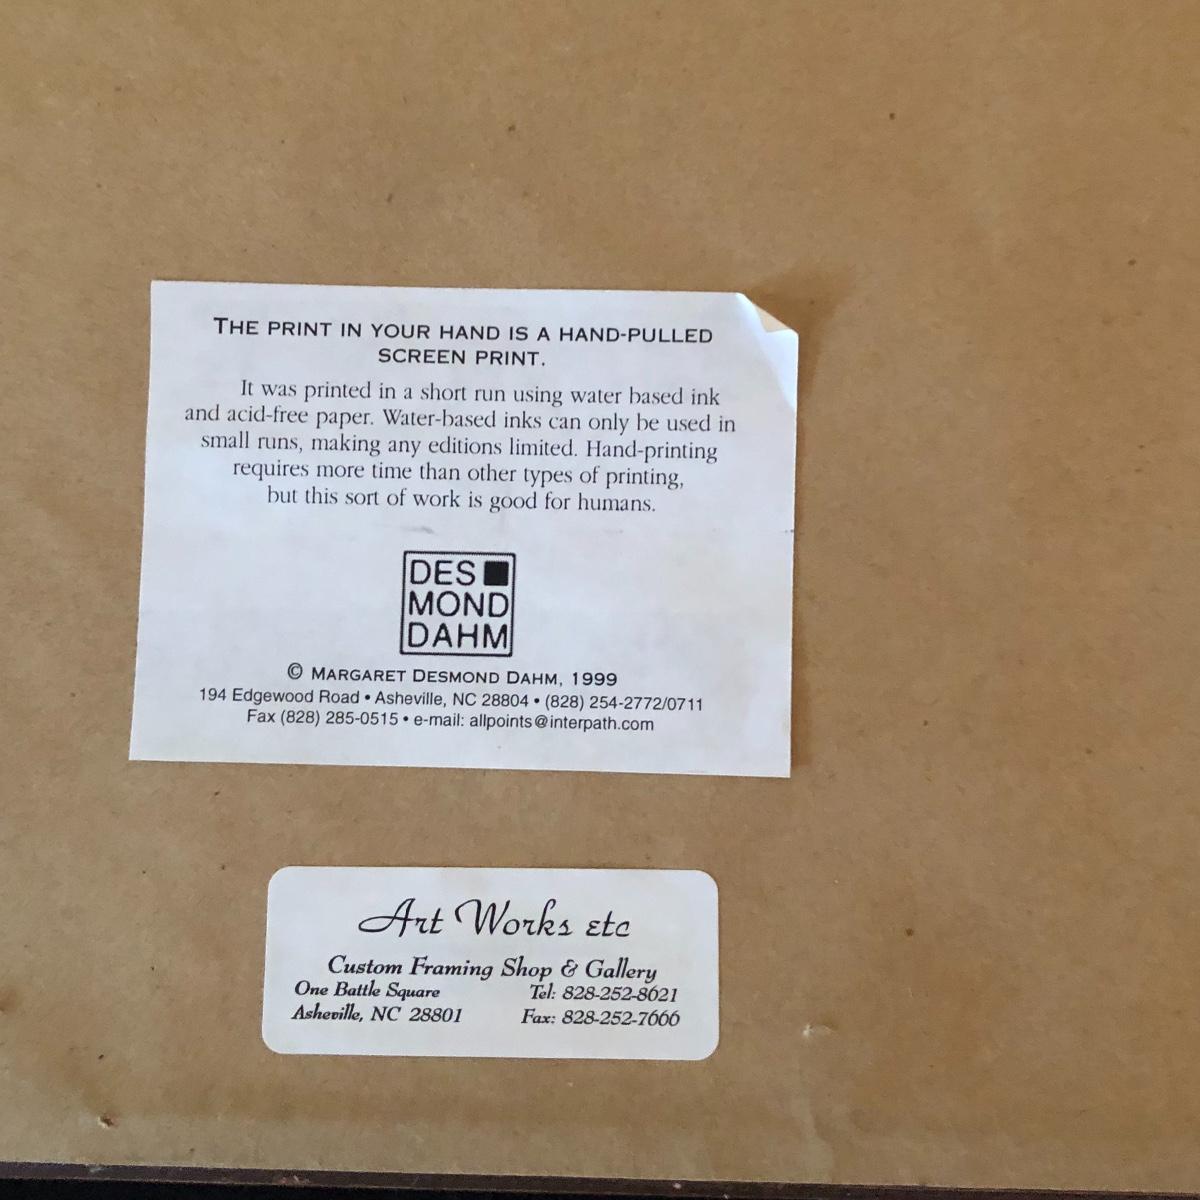 THE PRINT IN YOUR HAND IS A HAND-PULLED
SCREEN PRINT.
It was printed in a short run using water based ink
and acid-free paper. Water-based inks can only be used in
small runs, making any editions limited. Hand-printing
requires more time than other types of printing,
but this sort of work is good for humans.
DES
MOND
DAHM
© MARGARET DESMOND DAHM, 1999
194 Edgewood Road • Asheville, NC 28804 • (828) 254-2772/0711
Fax (828) 285-0515 • e-mail: allpoints@interpath.com
Art Works etc
Custom Framing Shop & Gallery
One Battle Square Tel: 828-252-8621
Asheville, NC 28801 Fax: 828-252-7666